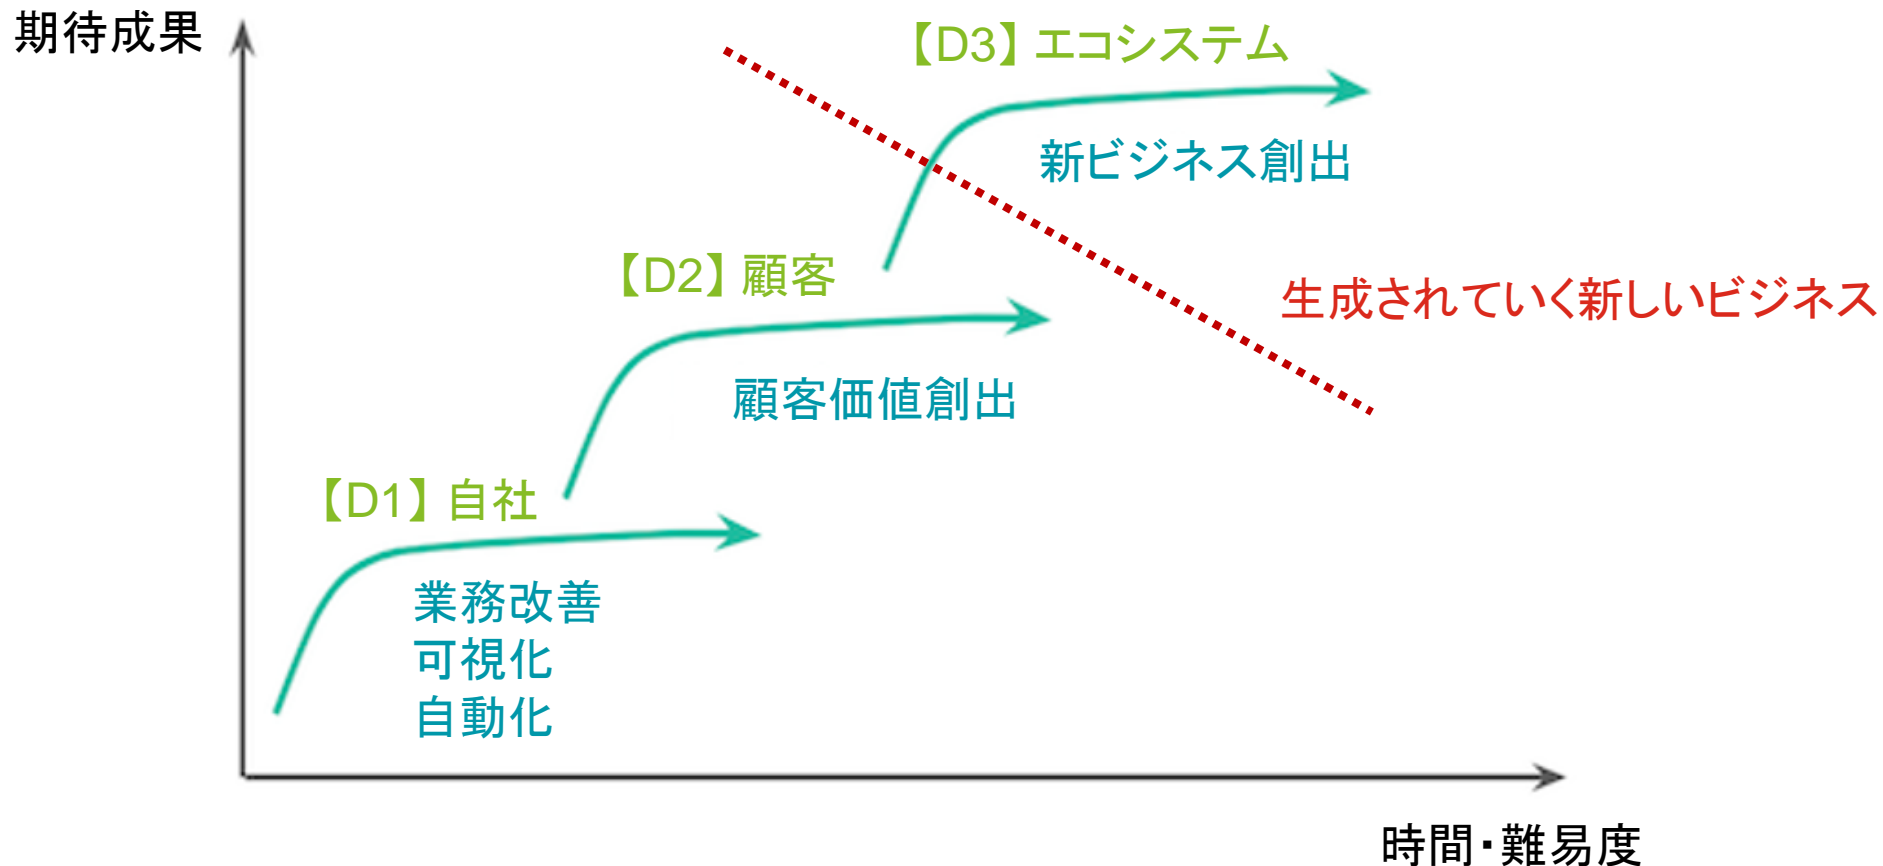 期待成果
【D3】エコシステム
新ビジネス創出
【D2】顧客
生成されていく新しいビジネス
顧客価値創出
【D1】自社
業務改善
可視化
自動化
時間・難易度